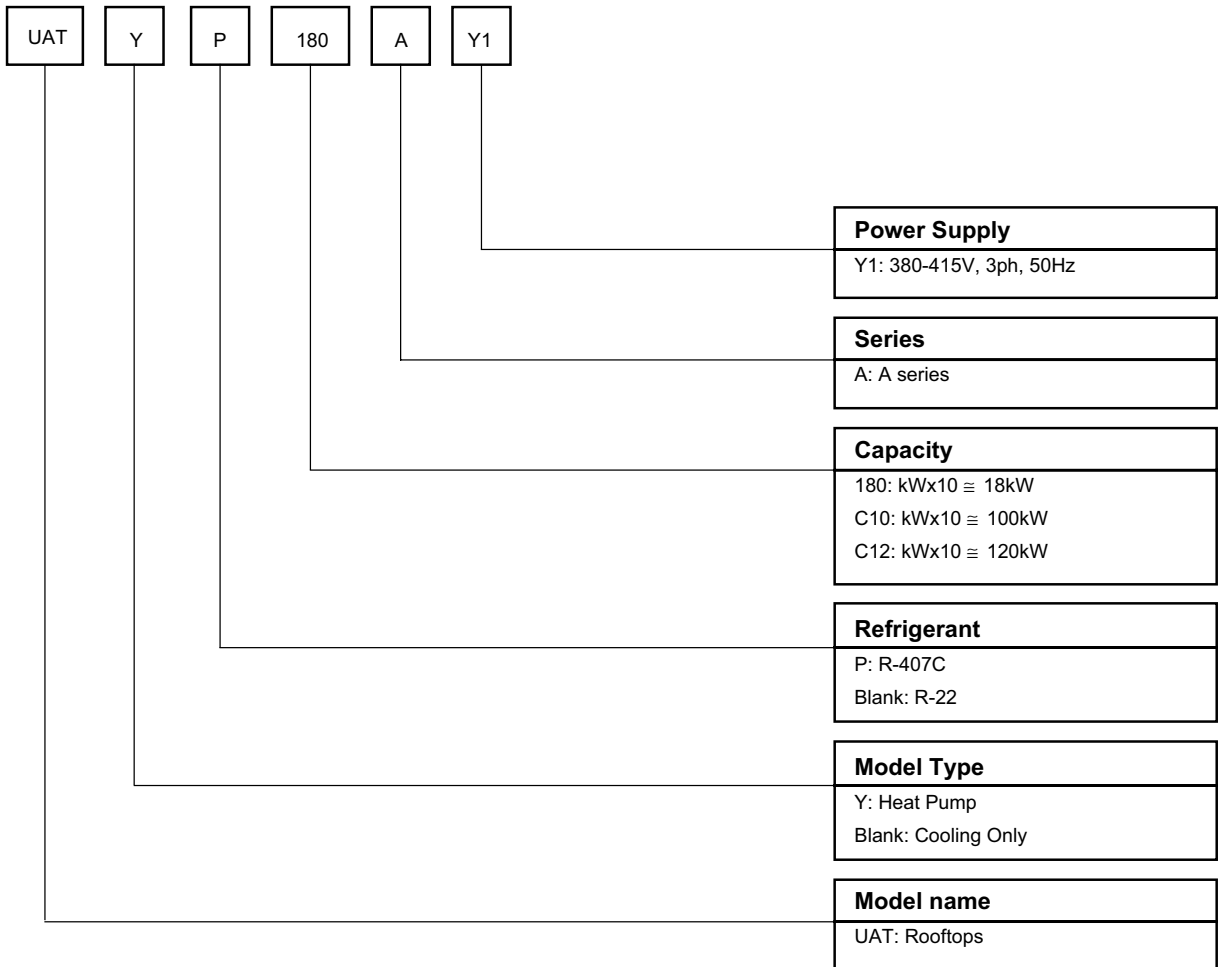 UAT Y P 180 A Y1
Power Supply
Y1: 380-415V, 3ph, 50Hz
Series
A: A series
Capacity
180: kWx10 ≅ 18kW
C10: kWx10 ≅ 100kW
C12: kWx10 ≅ 120kW
Refrigerant
P: R-407C
Blank: R-22
Model Type
Y: Heat Pump
Blank: Cooling Only
Model name
UAT: Rooftops